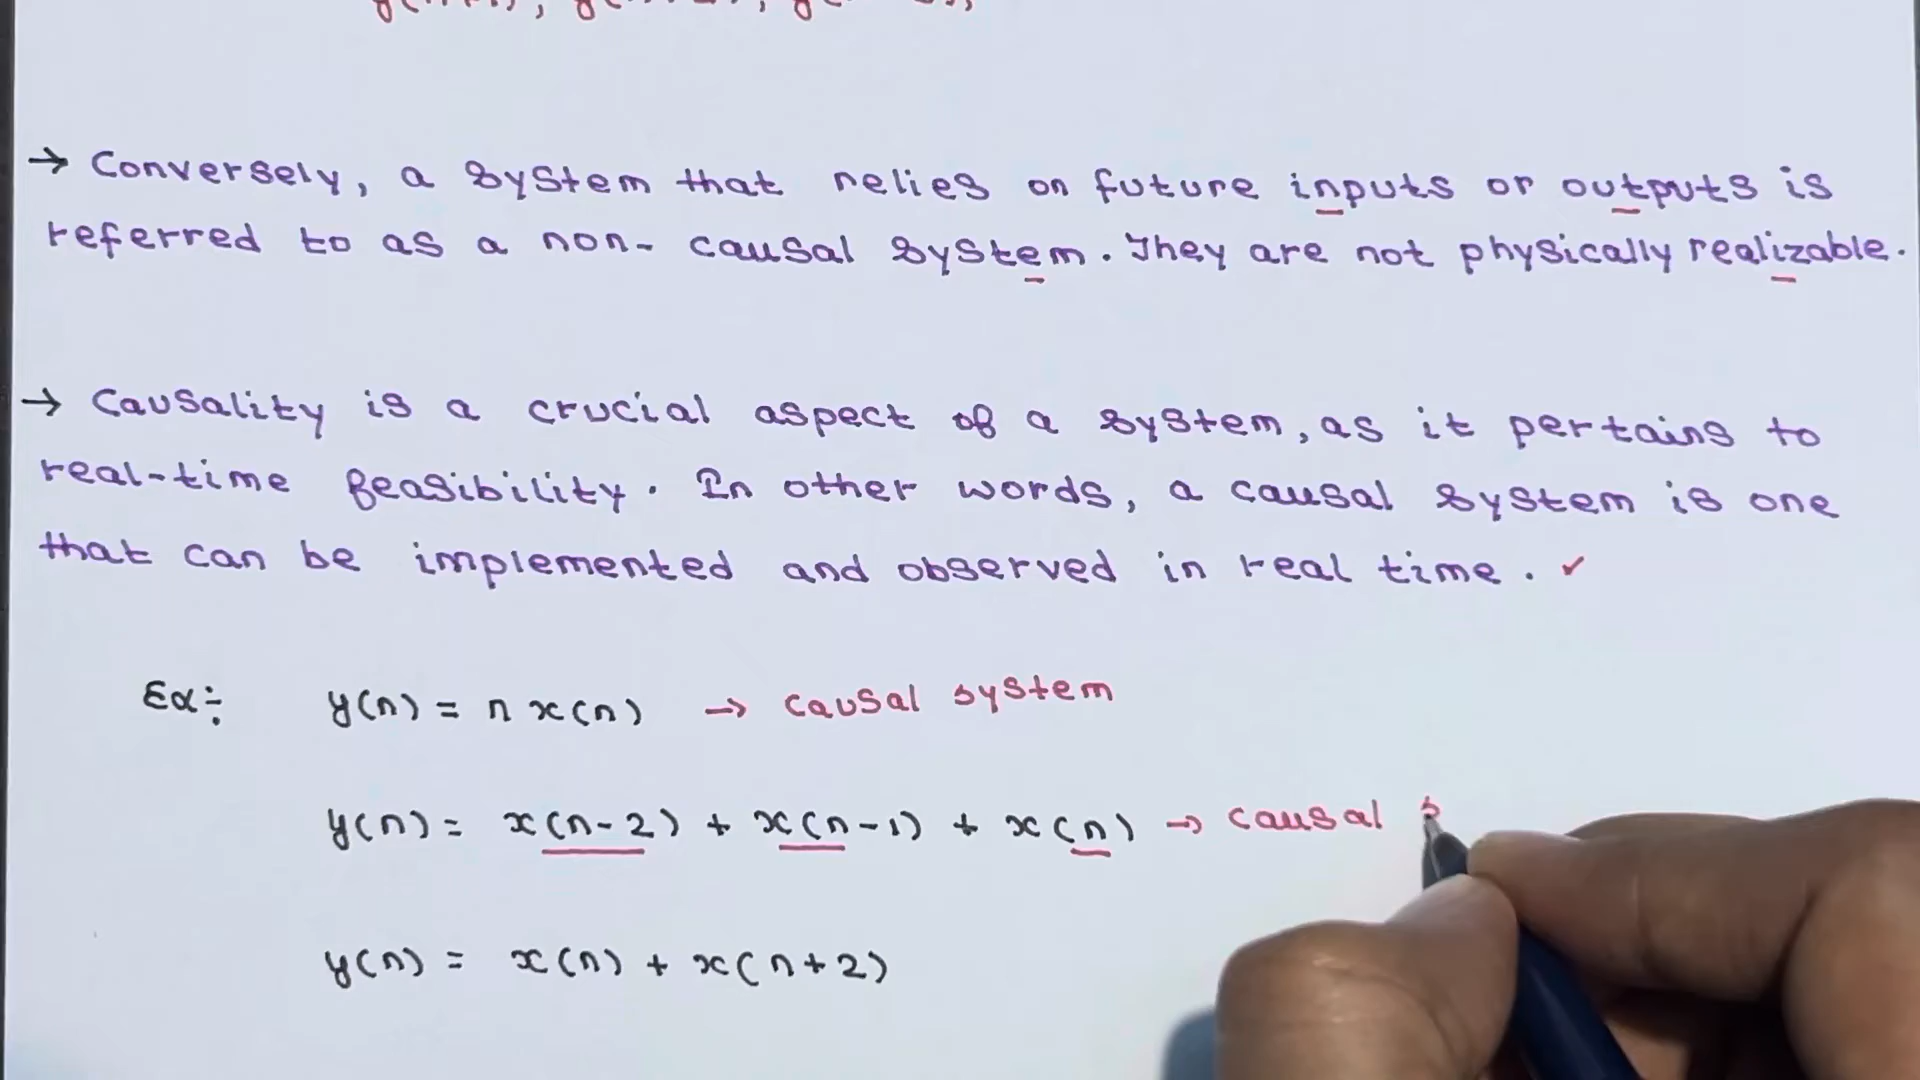 → Conversely, a system that relies on future inputs or outputs is
referred to as a non-causal system. They are not physically realizable.
→ Causality is a crucial aspect of a system, as it pertains to
real-time feasibility. In other words, a causal system is one
that can be implemented and observed in real time. ✓
Ex÷ y(n) = n x(n) → causal system
y(n) = x(n-2) + x(n-1) + x(n) → causal s
y(n) = x(n) + x(n+2)